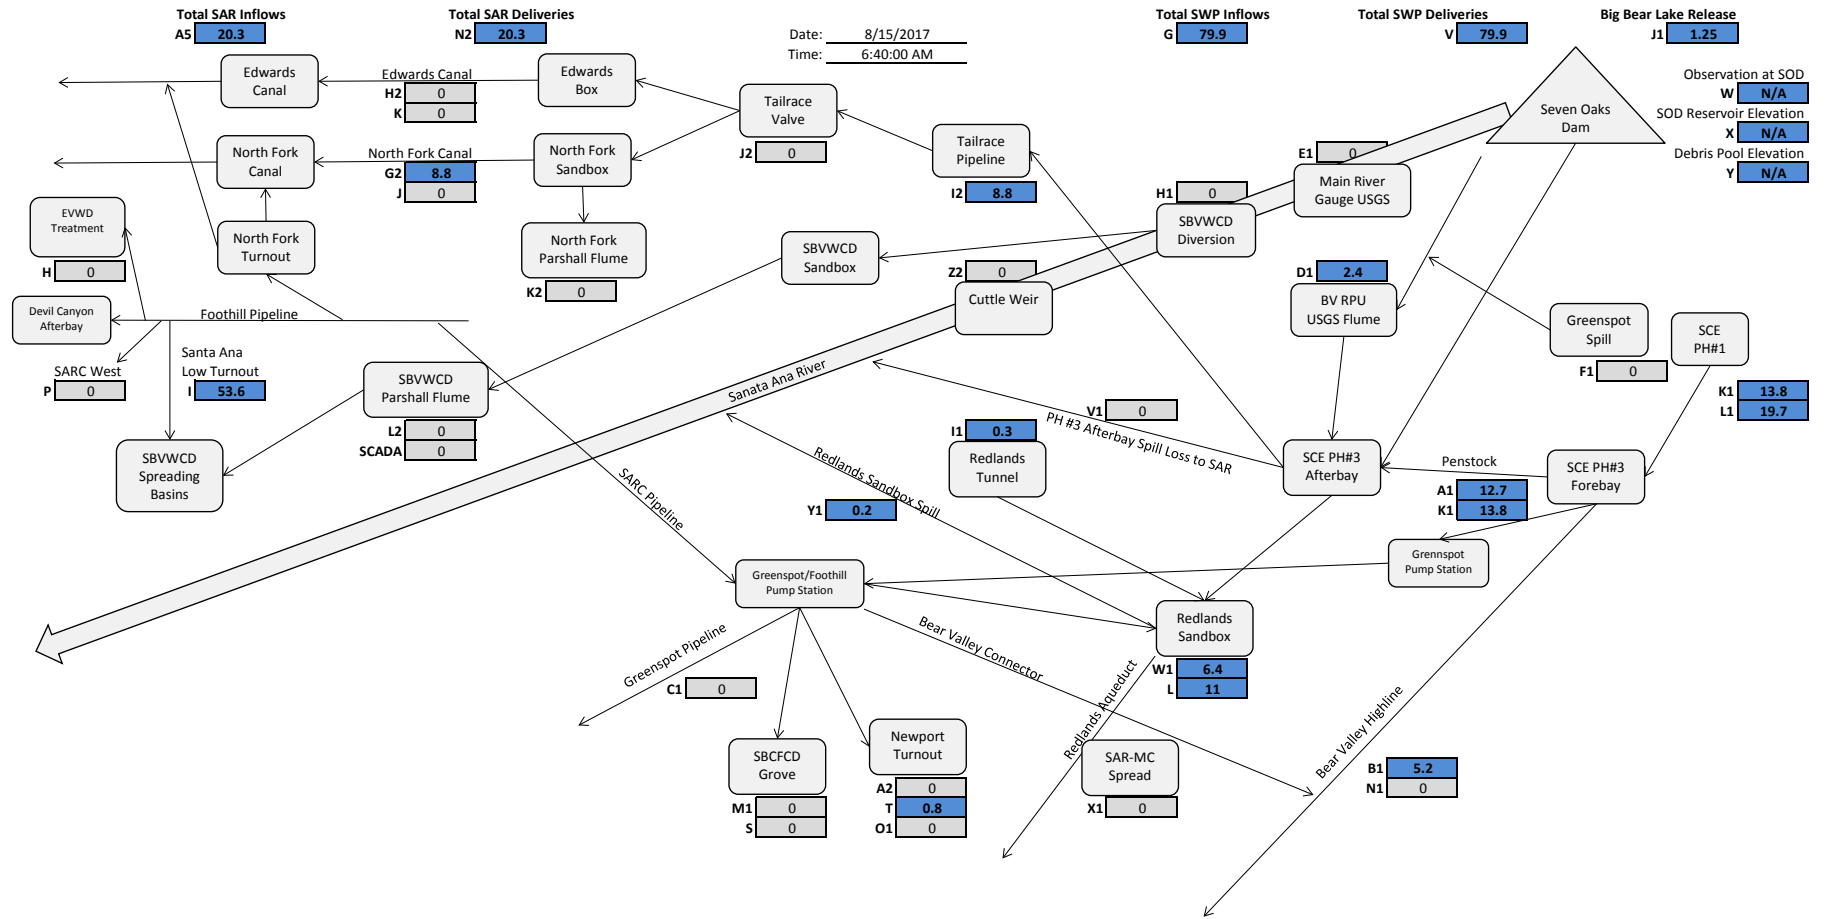 Total SAR Inflows
A5 20.3
Total SAR Deliveries
N2 20.3
Date: 8/15/2017
Time: 6:40:00 AM
Total SWP Inflows
G 79.9
Total SWP Deliveries
V 79.9
Big Bear Lake Release
J1 1.25
Observation at SOD
W N/A
SOD Reservoir Elevation
X N/A
Debris Pool Elevation
Y N/A
Seven Oaks
Dam
Edwards
Canal
Edwards Canal
H2 0
K 0
Edwards
Box
Tailrace
Valve
J2 0
Tailrace
Pipeline
I2 8.8
North Fork
Canal
North Fork Canal
G2 8.8
J 0
North Fork
Sandbox
E1 0
Main River
Gauge USGS
H1 0
SBVWCD
Diversion
EVWD
Treatment
H 0
North Fork
Turnout
North Fork
Parshall Flume
K2 0
SBVWCD
Sandbox
Z2 0
Cuttle Weir
D1 2.4
BV RPU
USGS Flume
Greenspot
Spill
F1 0
SCE
PH#1
K1 13.8
L1 19.7
Devil Canyon
Afterbay
Foothill Pipeline
SARC West
P 0
Santa Ana
Low Turnout
I 53.6
SBVWCD
Parshall Flume
L2 0
SCADA 0
SBVWCD
Spreading
Basins
Sanata Ana River
V1 0
PH #3 Afterbay Spill Loss to SAR
I1 0.3
Redlands
Tunnel
Redlands Sandbox Spill
Y1 0.2
SARC Pipeline
SCE PH#3
Afterbay
Penstock
A1 12.7
K1 13.8
SCE PH#3
Forebay
Grennspot
Pump Station
Greenspot/Foothill
Pump Station
Redlands
Sandbox
W1 6.4
L 11
Greenspot Pipeline
C1 0
Bear Valley Connector
Redlands Aqueduct
Bear Valley Highline
SBCFCD
Grove
M1 0
S 0
Newport
Turnout
A2 0
T 0.8
O1 0
SAR-MC
Spread
X1 0
B1 5.2
N1 0